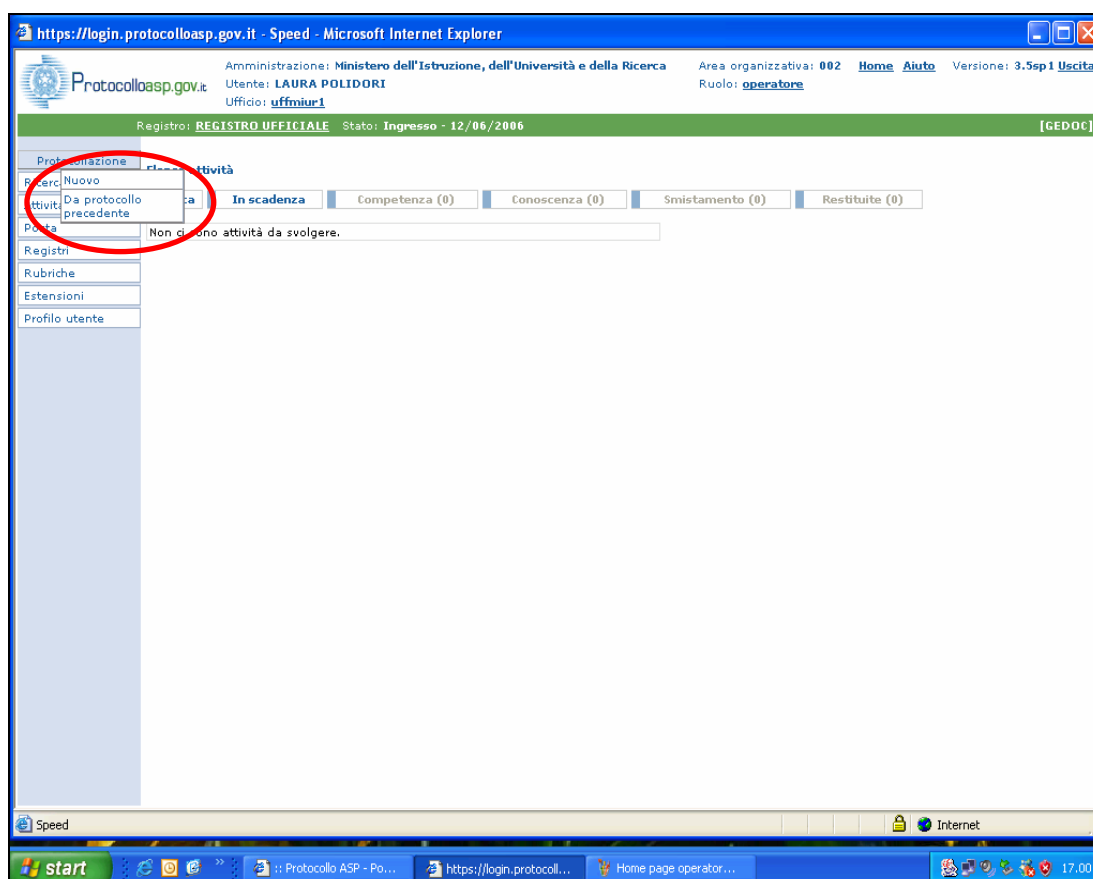 https://login.protocolloasp.gov.it - Speed - Microsoft Internet Explorer
Protocolloasp.gov.it
Amministrazione: Ministero dell'Istruzione, dell'Università e della Ricerca
Utente: LAURA POLIDORI
Ufficio: uffmiur1
Area organizzativa: 002
Ruolo: operatore
Home Aiuto Versione: 3.5sp1 Uscita
Registro: REGISTRO UFFICIALE Stato: Ingresso - 12/06/2006 [GEDOC]
Protocollazione
Nuovo
Da protocollo
precedente
Posta
Registri
Rubriche
Estensioni
Profilo utente
In scadenza Competenza (0) Conoscenza (0) Smistamento (0) Restituite (0)
Non ci sono attività da svolgere.
Speed Internet
start :: Protocollo ASP - Po... https://login.protocoll... Home page operator... 17.00